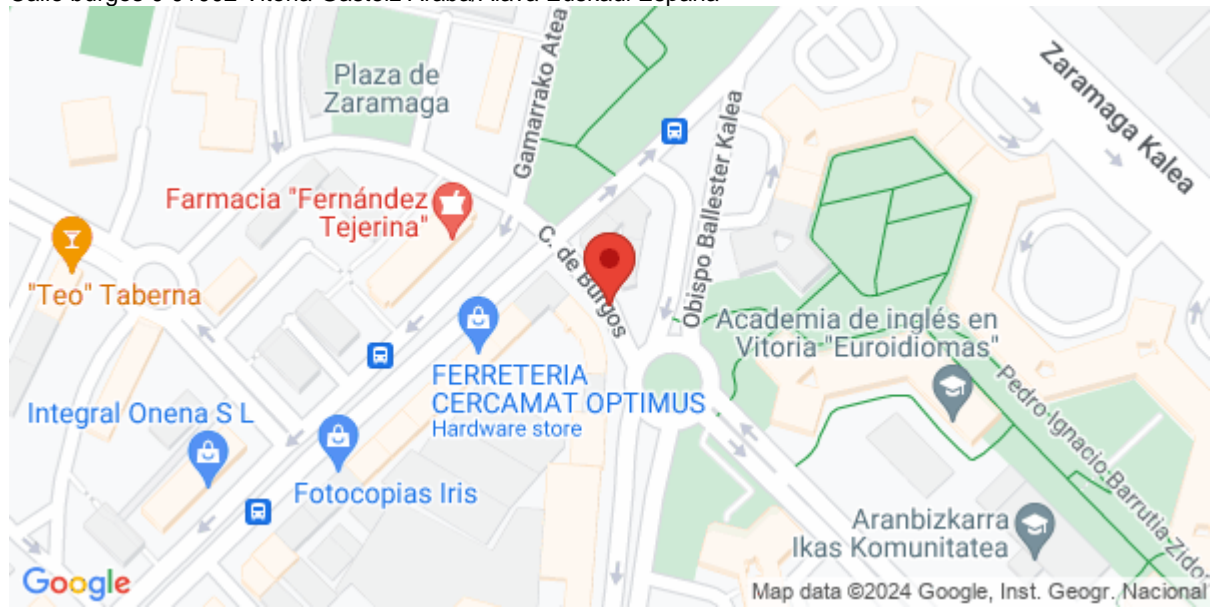 Plaza de
Zaramaga
Gamarrako Atea
Zaramaga Kalea
Farmacia "Fernández
Tejerina"
Obispo Ballester Kalea
C. de Burgos
"Teo" Taberna
Academia de inglés en
Vitoria "Euroidiomas"
FERRETERIA
CERCAMAT OPTIMUS
Hardware store
Pedro Ignacio Barrutia Zido
Integral Onena S L
Fotocopias Iris
Aranbizkarra
Ikas Komunitatea
Google
Map data ©2024 Google, Inst. Geogr. Nacional